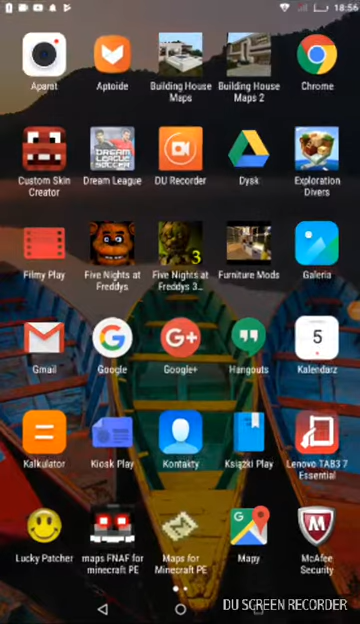 18:56
Aparat
Aptoide
Building House
Maps
Building House
Maps 2
Chrome
Custom Skin
Creator
DREAM
LEAGUE
SOCCER
Dream League
DU Recorder
Dysk
Exploration
Divers
Filmy Play
Five Nights at
Freddys
3
Five Nights at
Freddys 3...
Furniture Mods
Galeria
Gmail
Google
G+
Google+
Hangouts
5
Kalendarz
Kalkulator
Kiosk Play
Kontakty
Książki Play
Lenovo TAB3 7
Essential
Lucky Patcher
maps FNAF for
minecraft PE
Maps for
Minecraft PE
Mapy
McAfee
Security
DU SCREEN RECORDER